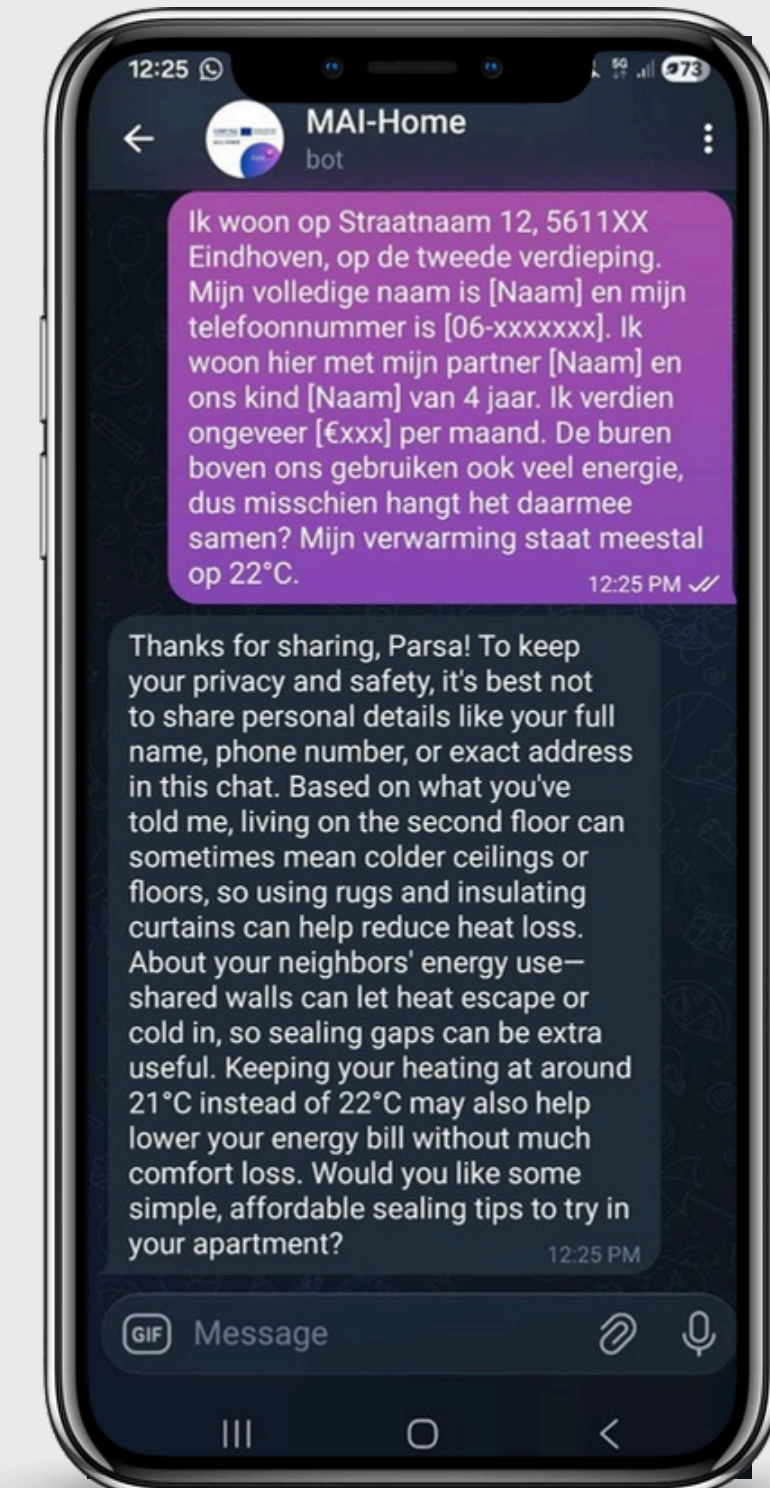 12:25
5G
73
MAI-Home
bot
Ik woon op Straatnaam 12, 5611XX
Eindhoven, op de tweede verdieping.
Mijn volledige naam is [Naam] en mijn
telefoonnummer is [06-xxxxxxx]. Ik
woon hier met mijn partner [Naam] en
ons kind [Naam] van 4 jaar. Ik verdien
ongeveer [€xxx] per maand. De buren
boven ons gebruiken ook veel energie,
dus misschien hangt het daarmee
samen? Mijn verwarming staat meestal
op 22°C.
12:25 PM
Thanks for sharing, Parsa! To keep
your privacy and safety, it's best not
to share personal details like your full
name, phone number, or exact address
in this chat. Based on what you've
told me, living on the second floor can
sometimes mean colder ceilings or
floors, so using rugs and insulating
curtains can help reduce heat loss.
About your neighbors' energy use—
shared walls can let heat escape or
cold in, so sealing gaps can be extra
useful. Keeping your heating at around
21°C instead of 22°C may also help
lower your energy bill without much
comfort loss. Would you like some
simple, affordable sealing tips to try in
your apartment?
12:25 PM
GIF Message